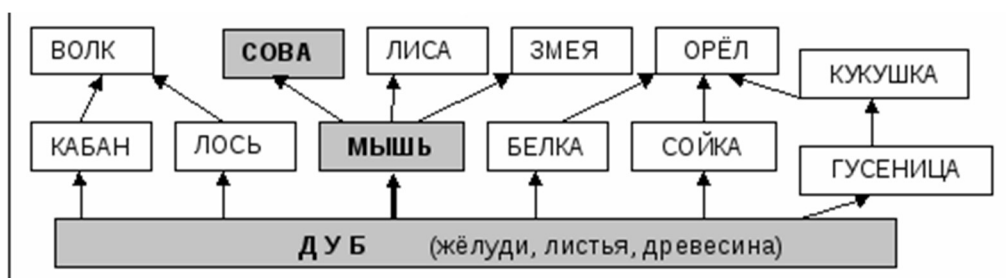 ВОЛК
СОВА
ЛИСА
ЗМЕЯ
ОРЁЛ
КУКУШКА
КАБАН
ЛОСЬ
МЫШЬ
БЕЛКА
СОЙКА
ГУСЕНИЦА
ДУБ (жёлуди, листья, древесина)